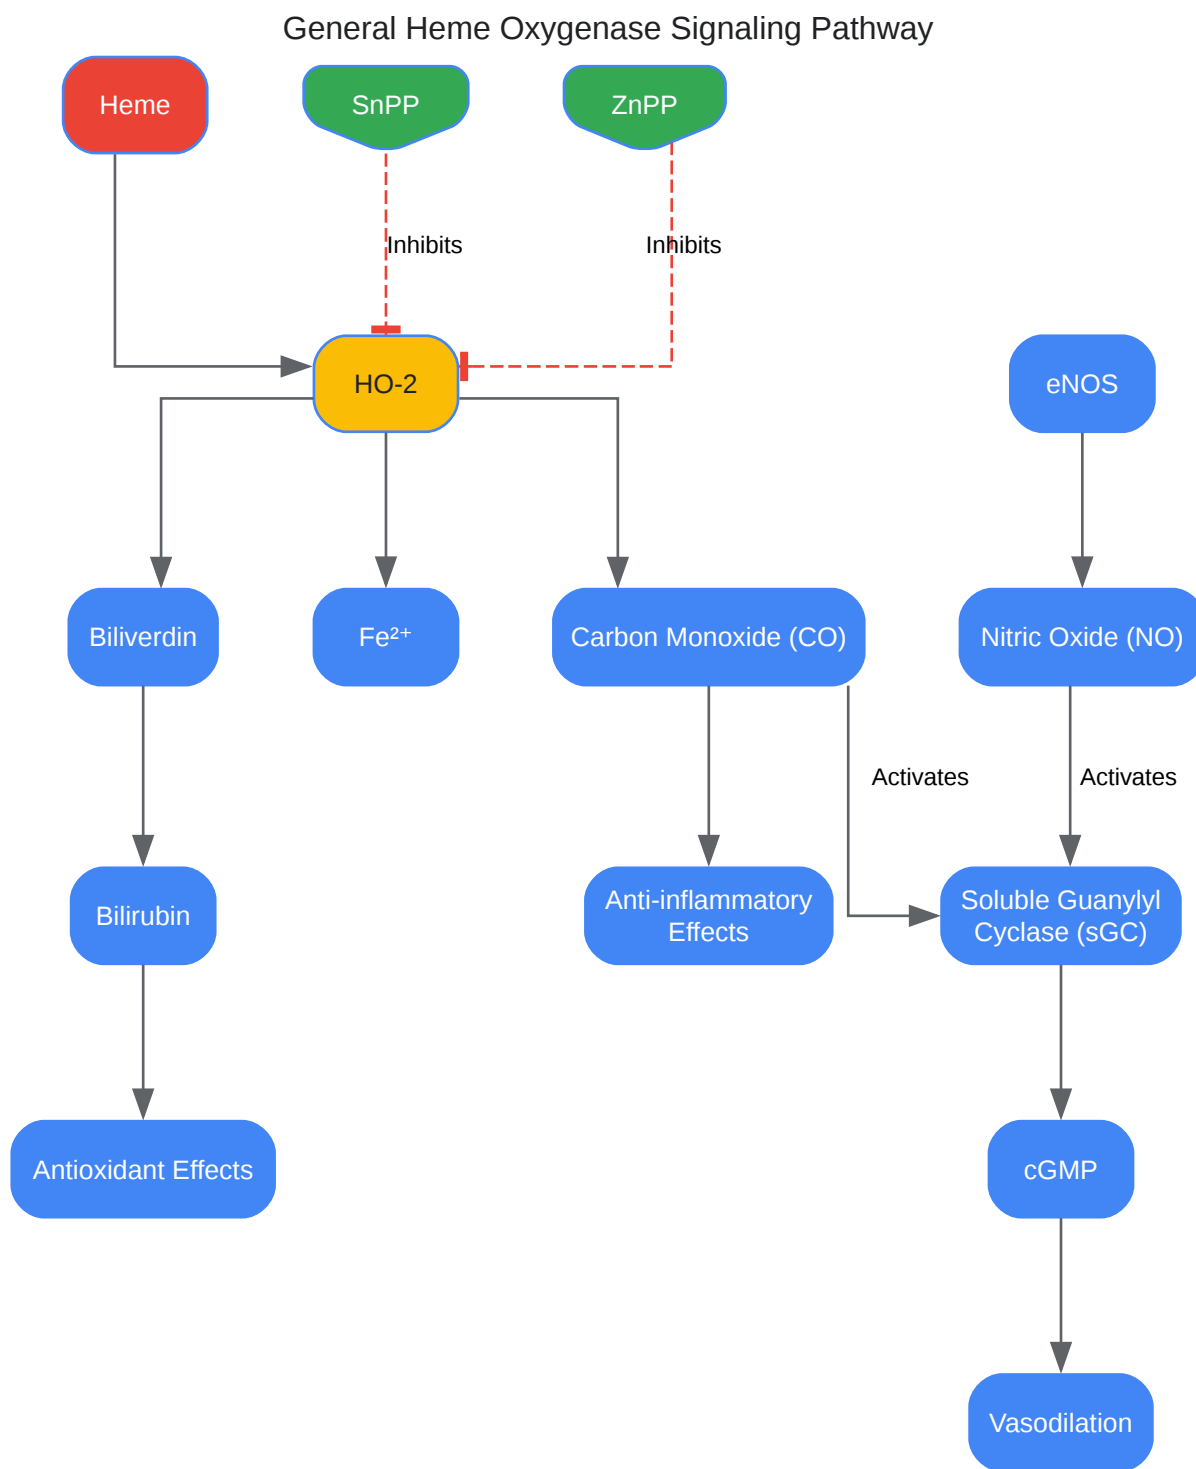 General Heme Oxygenase Signaling Pathway
Heme
SnPP
ZnPP
Inhibits
Inhibits
HO-2
eNOS
Biliverdin
Fe²⁺
Carbon Monoxide (CO)
Nitric Oxide (NO)
Activates
Activates
Bilirubin
Anti-inflammatory
Effects
Soluble Guanylyl
Cyclase (sGC)
Antioxidant Effects
cGMP
Vasodilation